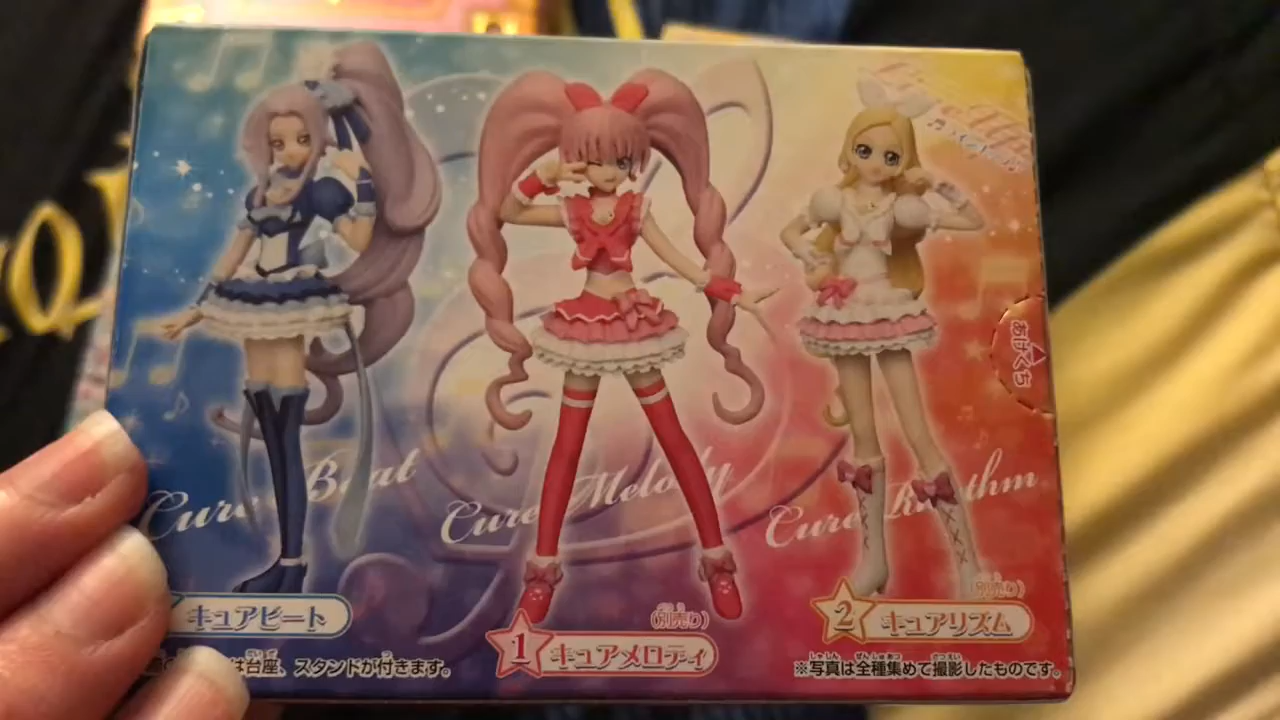 Cure Beat
Cure Melody
Cure Rhythm
あけくち
キュアビート
(別売り)
1 キュアメロディ
(別売り)
2 キュアリズム
は台座、スタンドが付きます。
※写真は全種集めて撮影したものです。